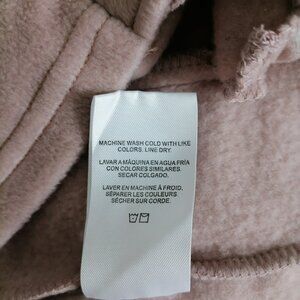 MACHINE WASH COLD WITH LIKE
COLORS. LINE DRY.
LAVAR A MÁQUINA EN AGUA FRÍA
CON COLORES SIMILARES.
SECAR COLGADO.
LAVER EN MACHINE À FROID.
SÉPARER LES COULEURS
SÉCHER SUR CORDE.